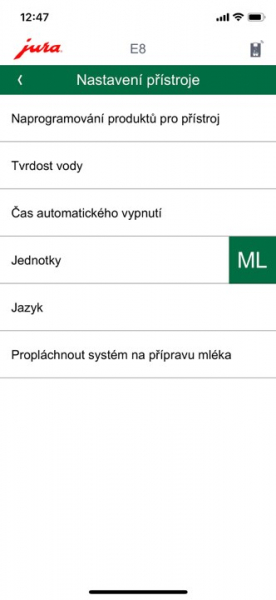 12:47
jura
E8
Nastavení přístroje
Naprogramování produktů pro přístroj
Tvrdost vody
Čas automatického vypnutí
Jednotky
ML
Jazyk
Propláchnout systém na přípravu mléka